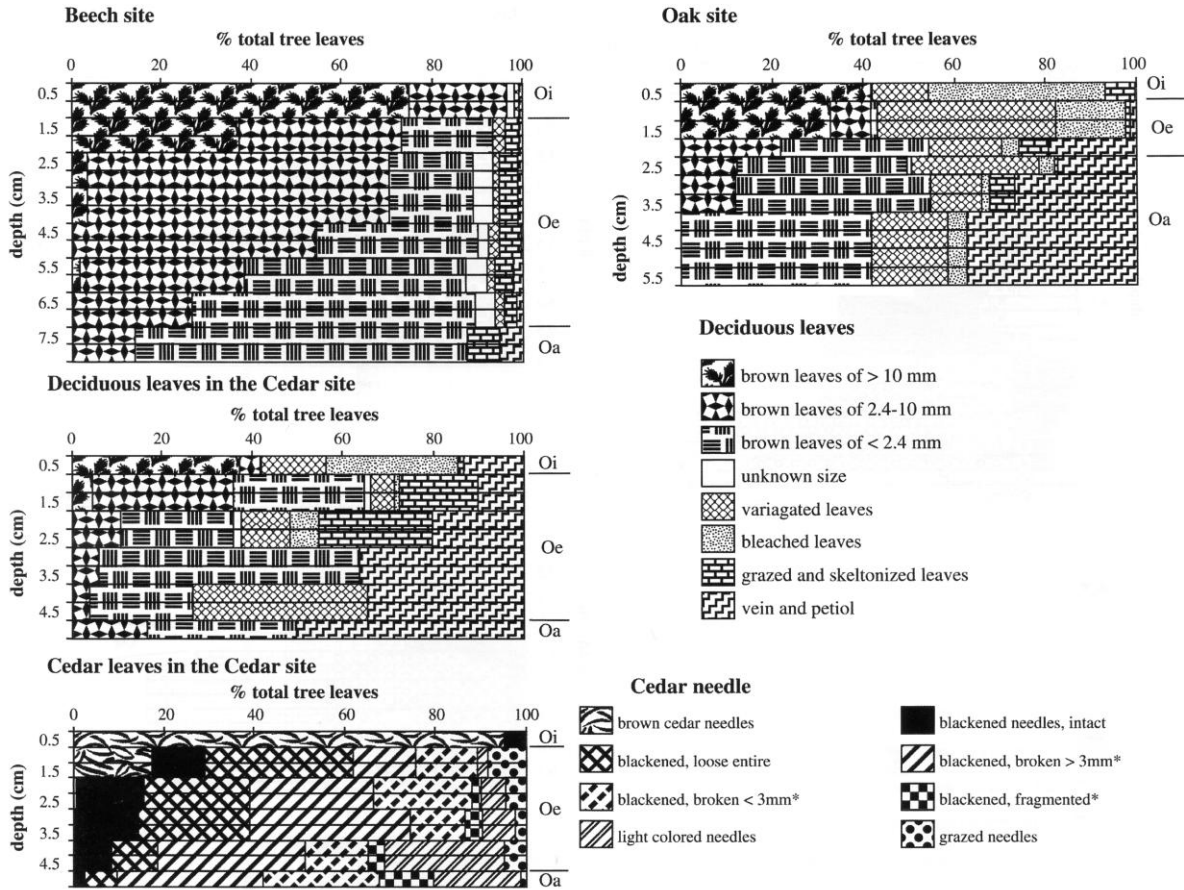 Beech site
% total tree leaves
0 20 40 60 80 100
depth (cm)
0.5
1.5
2.5
3.5
4.5
5.5
6.5
7.5
Oi
Oe
Oa
Oak site
% total tree leaves
0 20 40 60 80 100
depth (cm)
0.5
1.5
2.5
3.5
4.5
5.5
Oi
Oe
Oa
Deciduous leaves in the Cedar site
% total tree leaves
0 20 40 60 80 100
depth (cm)
0.5
1.5
2.5
3.5
4.5
Oi
Oe
Oa
Deciduous leaves
brown leaves of > 10 mm
brown leaves of 2.4-10 mm
brown leaves of < 2.4 mm
unknown size
variagated leaves
bleached leaves
grazed and skeltonized leaves
vein and petiol
Cedar leaves in the Cedar site
% total tree leaves
0 20 40 60 80 100
depth (cm)
0.5
1.5
2.5
3.5
4.5
Oi
Oe
Oa
Cedar needle
brown cedar needles
blackened needles, intact
blackened, loose entire
blackened, broken > 3mm*
blackened, broken < 3mm*
blackened, fragmented*
light colored needles
grazed needles